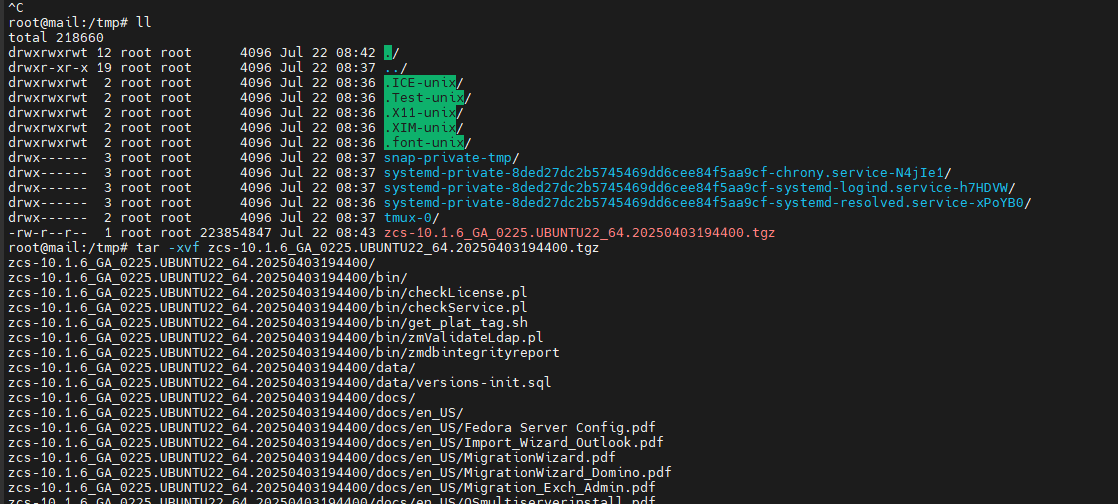 ^C
root@mail:/tmp# ll
total 218660
drwxrwxrwt 12 root root      4096 Jul 22 08:42 ./
drwxr-xr-x 19 root root      4096 Jul 22 08:37 ../
drwxrwxrwt  2 root root      4096 Jul 22 08:36 .ICE-unix/
drwxrwxrwt  2 root root      4096 Jul 22 08:36 .Test-unix/
drwxrwxrwt  2 root root      4096 Jul 22 08:36 .X11-unix/
drwxrwxrwt  2 root root      4096 Jul 22 08:36 .XIM-unix/
drwxrwxrwt  2 root root      4096 Jul 22 08:36 .font-unix/
drwx------  3 root root      4096 Jul 22 08:37 snap-private-tmp/
drwx------  3 root root      4096 Jul 22 08:37 systemd-private-8ded27dc2b5745469dd6cee84f5aa9cf-chrony.service-N4jIe1/
drwx------  3 root root      4096 Jul 22 08:37 systemd-private-8ded27dc2b5745469dd6cee84f5aa9cf-systemd-logind.service-h7HDVW/
drwx------  3 root root      4096 Jul 22 08:37 systemd-private-8ded27dc2b5745469dd6cee84f5aa9cf-systemd-resolved.service-xPoYB0/
drwx------  2 root root      4096 Jul 22 08:37 tmux-0/
-rw-r--r--  1 root root 223854847 Jul 22 08:43 zcs-10.1.6_GA_0225.UBUNTU22_64.20250403194400.tgz
root@mail:/tmp# tar -xvf zcs-10.1.6_GA_0225.UBUNTU22_64.20250403194400.tgz
zcs-10.1.6_GA_0225.UBUNTU22_64.20250403194400/
zcs-10.1.6_GA_0225.UBUNTU22_64.20250403194400/bin/
zcs-10.1.6_GA_0225.UBUNTU22_64.20250403194400/bin/checkLicense.pl
zcs-10.1.6_GA_0225.UBUNTU22_64.20250403194400/bin/checkService.pl
zcs-10.1.6_GA_0225.UBUNTU22_64.20250403194400/bin/get_plat_tag.sh
zcs-10.1.6_GA_0225.UBUNTU22_64.20250403194400/bin/zmValidateLdap.pl
zcs-10.1.6_GA_0225.UBUNTU22_64.20250403194400/bin/zmdbintegrityreport
zcs-10.1.6_GA_0225.UBUNTU22_64.20250403194400/data/
zcs-10.1.6_GA_0225.UBUNTU22_64.20250403194400/data/versions-init.sql
zcs-10.1.6_GA_0225.UBUNTU22_64.20250403194400/docs/
zcs-10.1.6_GA_0225.UBUNTU22_64.20250403194400/docs/en_US/
zcs-10.1.6_GA_0225.UBUNTU22_64.20250403194400/docs/en_US/Fedora Server Config.pdf
zcs-10.1.6_GA_0225.UBUNTU22_64.20250403194400/docs/en_US/Import_Wizard_Outlook.pdf
zcs-10.1.6_GA_0225.UBUNTU22_64.20250403194400/docs/en_US/MigrationWizard.pdf
zcs-10.1.6_GA_0225.UBUNTU22_64.20250403194400/docs/en_US/MigrationWizard_Domino.pdf
zcs-10.1.6_GA_0225.UBUNTU22_64.20250403194400/docs/en_US/Migration_Exch_Admin.pdf
zcs-10.1.6_GA_0225.UBUNTU22_64.20250403194400/docs/en_US/OSmultiserverinstall.pdf